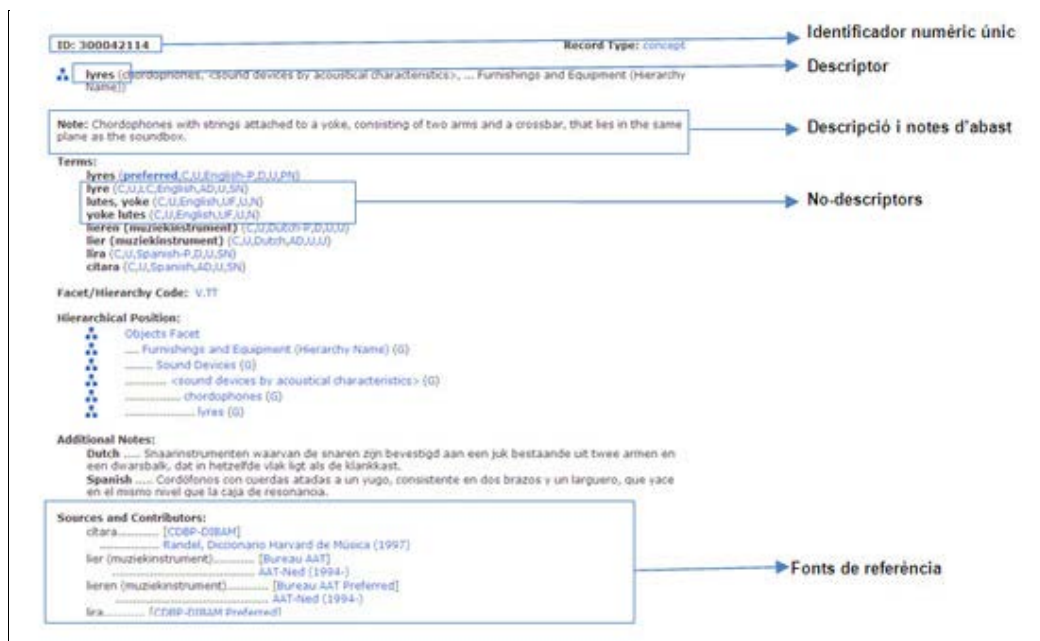 ID: 300042114 Record Type: concept
Identificador numèric únic
lyres (chordophones, <sound devices by acoustical characteristics>, ... Furnishings and Equipment (Hierarchy
Name))
Descriptor
Note: Chordophones with strings attached to a yoke, consisting of two arms and a crossbar, that lies in the same
plane as the soundbox.
Descripció i notes d'abast
Terms:
lyres (preferred,C,U,English-P,D,U,PN)
lyre (C,U,LC,English,AD,U,SN)
lutes, yoke (C,U,English,UF,U,N)
yoke lutes (C,U,English,UF,U,N)
No-descriptors
lieren (muziekinstrument) (C,U,Dutch-P,D,U,U)
lier (muziekinstrument) (C,U,Dutch,AD,U,U)
lira (C,U,Spanish-P,D,U,SN)
cítara (C,U,Spanish,AD,U,SN)
Facet/Hierarchy Code: V.TT
Hierarchical Position:
Objects Facet
.... Furnishings and Equipment (Hierarchy Name) (G)
........ Sound Devices (G)
............ <sound devices by acoustical characteristics> (G)
................ chordophones (G)
.................... lyres (G)
Additional Notes:
Dutch ..... Snaarinstrumenten waarvan de snaren zijn bevestigd aan een juk bestaande uit twee armen en
een dwarsbalk, dat in hetzelfde vlak ligt als de klankkast.
Spanish ..... Cordófonos con cuerdas atadas a un yugo, consistente en dos brazos y un larguero, que yace
en el mismo nivel que la caja de resonancia.
Sources and Contributors:
cítara............ [CDBP-DIBAM]
................. Randel, Diccionario Harvard de Música (1997)
lier (muziekinstrument)............ [Bureau AAT]
......................................... AAT-Ned (1994-)
Fonts de referència
lieren (muziekinstrument)............ [Bureau AAT Preferred]
......................................... AAT-Ned (1994-)
lira............ [CDBP-DIBAM Preferred]